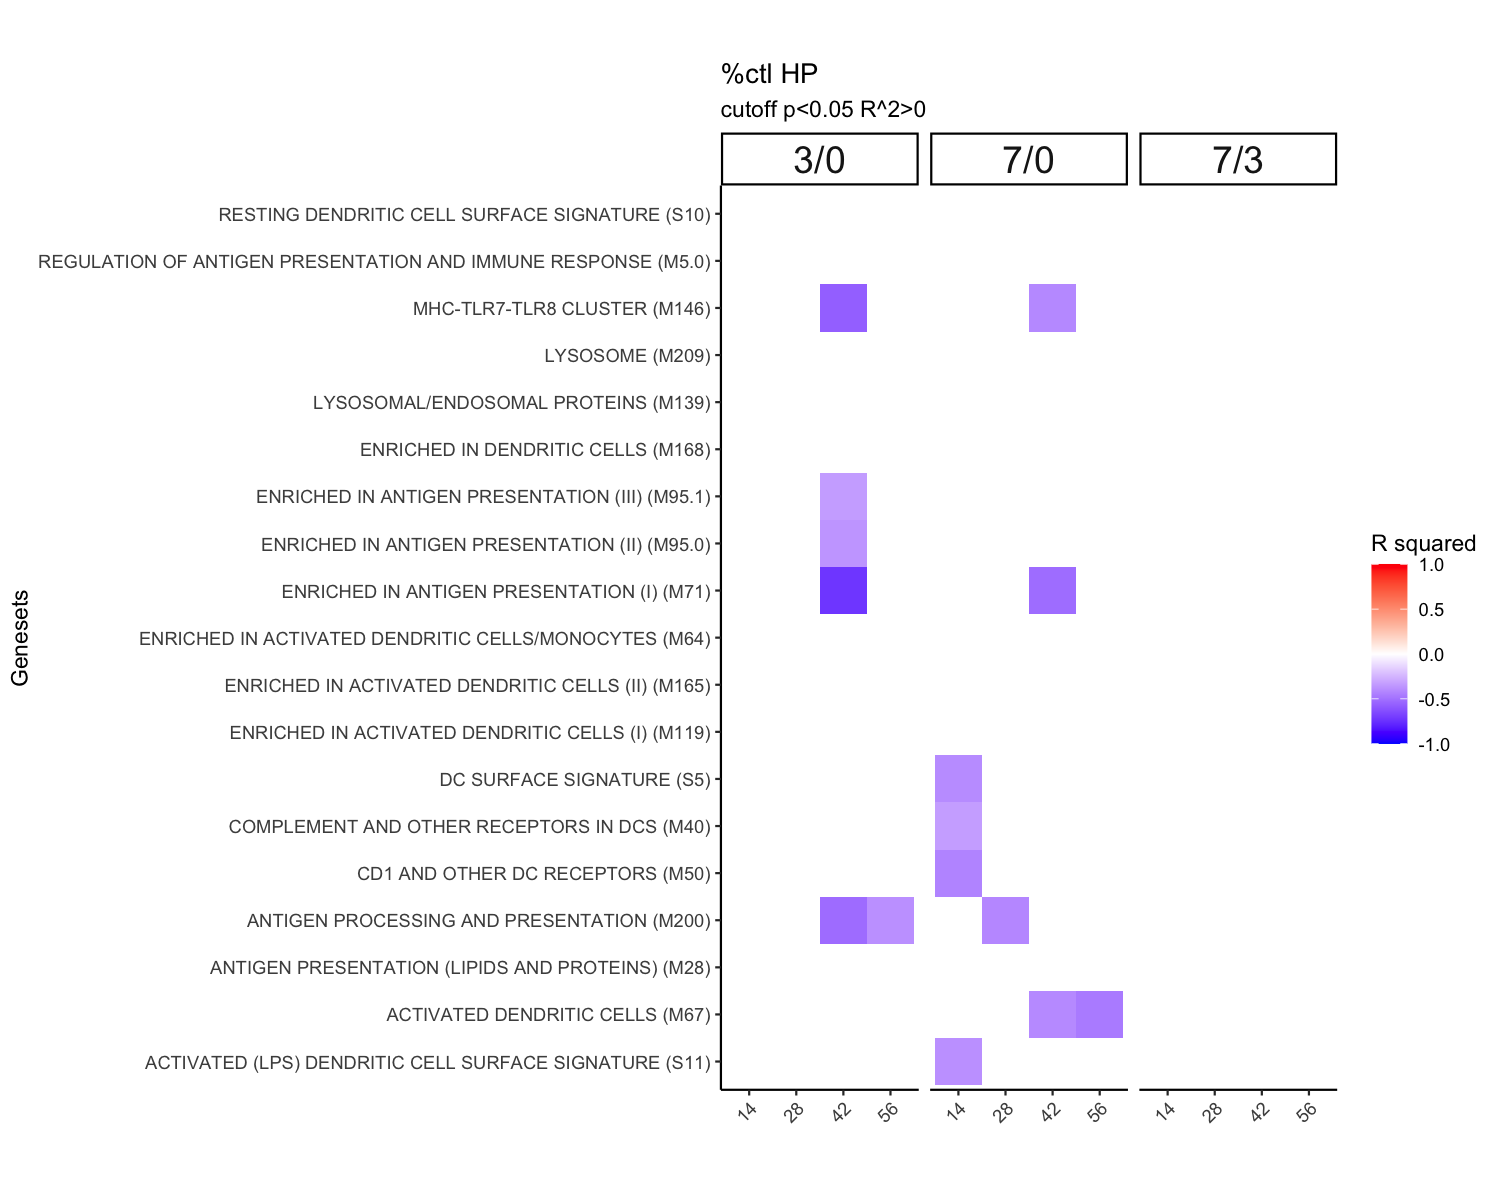 %ctl HP
cutoff p<0.05 R^2>0
3/0 7/0 7/3
RESTING DENDRITIC CELL SURFACE SIGNATURE (S10)
REGULATION OF ANTIGEN PRESENTATION AND IMMUNE RESPONSE (M5.0)
MHC-TLR7-TLR8 CLUSTER (M146)
LYSOSOME (M209)
LYSOSOMAL/ENDOSOMAL PROTEINS (M139)
ENRICHED IN DENDRITIC CELLS (M168)
ENRICHED IN ANTIGEN PRESENTATION (III) (M95.1)
ENRICHED IN ANTIGEN PRESENTATION (II) (M95.0)
ENRICHED IN ANTIGEN PRESENTATION (I) (M71)
ENRICHED IN ACTIVATED DENDRITIC CELLS/MONOCYTES (M64)
ENRICHED IN ACTIVATED DENDRITIC CELLS (II) (M165)
ENRICHED IN ACTIVATED DENDRITIC CELLS (I) (M119)
DC SURFACE SIGNATURE (S5)
COMPLEMENT AND OTHER RECEPTORS IN DCS (M40)
CD1 AND OTHER DC RECEPTORS (M50)
ANTIGEN PROCESSING AND PRESENTATION (M200)
ANTIGEN PRESENTATION (LIPIDS AND PROTEINS) (M28)
ACTIVATED DENDRITIC CELLS (M67)
ACTIVATED (LPS) DENDRITIC CELL SURFACE SIGNATURE (S11)
Genesets
14 28 42 56 14 28 42 56 14 28 42 56
R squared
1.0
0.5
0.0
-0.5
-1.0